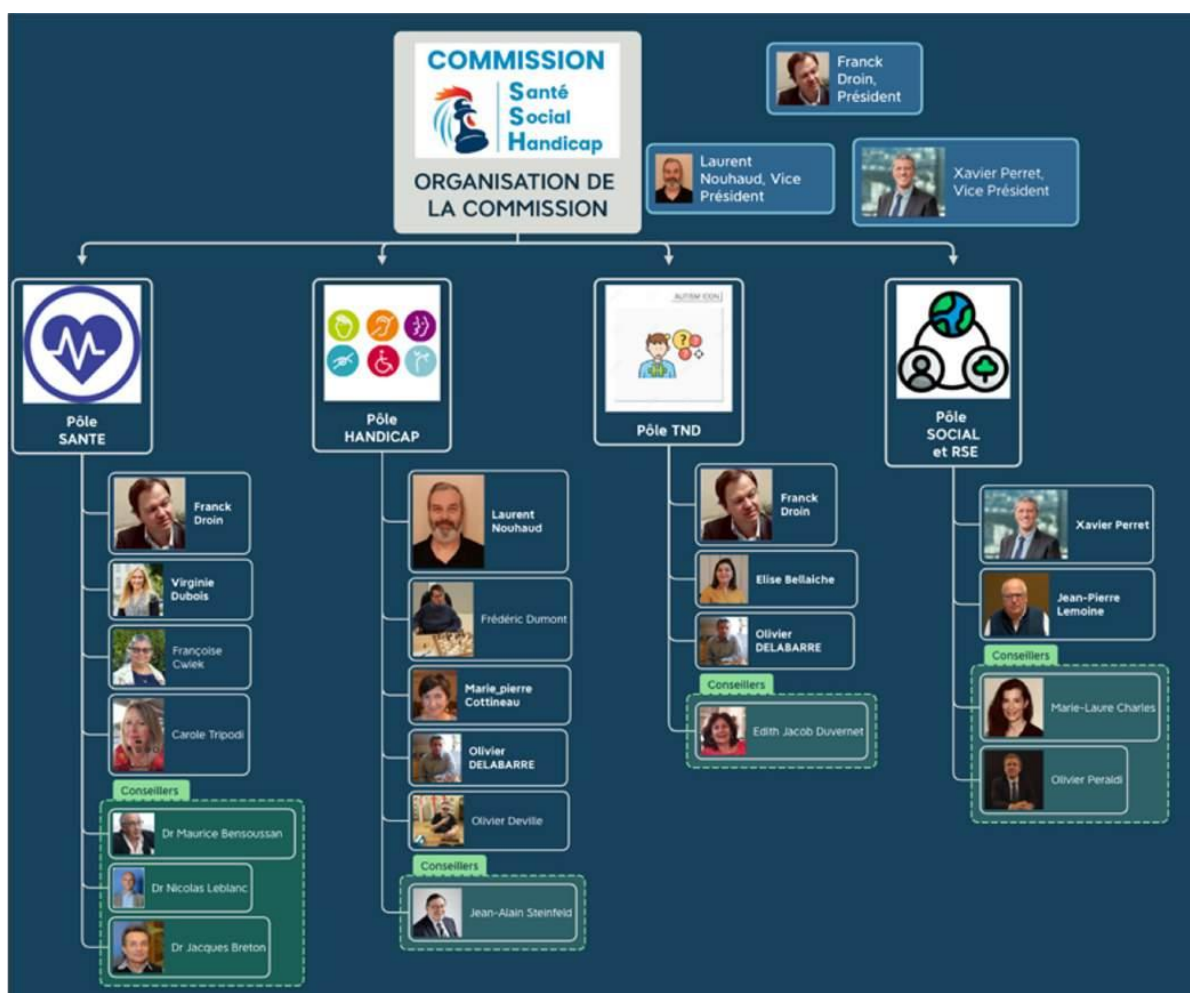 COMMISSION
Santé
Social
Handicap
ORGANISATION DE
LA COMMISSION
Franck
Droin,
Président
Laurent
Nouhaud, Vice
Président
Xavier Perret,
Vice Président
Pôle
SANTE
Franck
Droin
Virginie
Dubois
Françoise
Cwiek
Carole Tripodi
Conseillers
Dr Maurice Bensoussan
Dr Nicolas Leblanc
Dr Jacques Breton
Pôle
HANDICAP
Laurent
Nouhaud
Frédéric Dumont
Marie_pierre
Cottineau
Olivier
DELABARRE
Olivier Deville
Conseillers
Jean-Alain Steinfeld
AUTISM ICON
Pôle TND
Franck
Droin
Elise Bellaiche
Olivier
DELABARRE
Conseillers
Edith Jacob Duvernet
Pôle
SOCIAL
et RSE
Xavier Perret
Jean-Pierre
Lemoine
Conseillers
Marie-Laure Charles
Olivier Peraldi